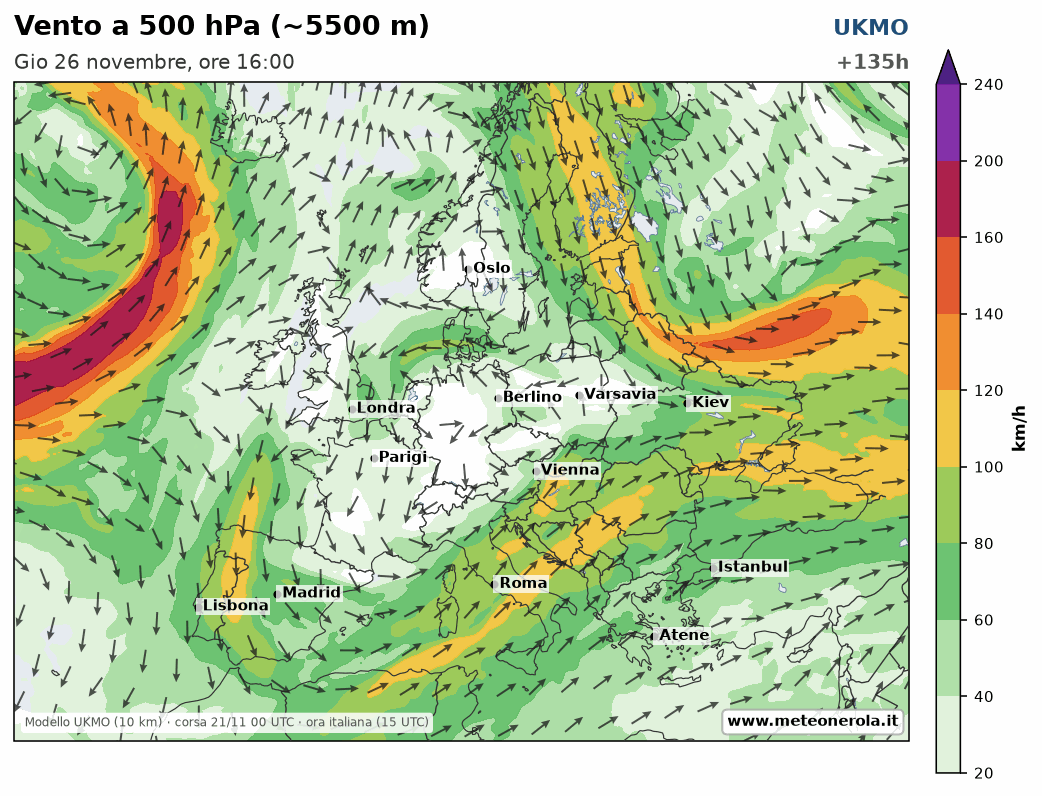 Vento a 500 hPa (~5500 m)
UKMO
Gio 26 novembre, ore 16:00
+135h
240
200
160
140
120
100
80
60
40
20
km/h
Oslo
Berlino
Varsavia
Kiev
Londra
Parigi
Vienna
Istanbul
Roma
Madrid
Lisbona
Atene
Modello UKMO (10 km) · corsa 21/11 00 UTC · ora italiana (15 UTC)
www.meteonerola.it